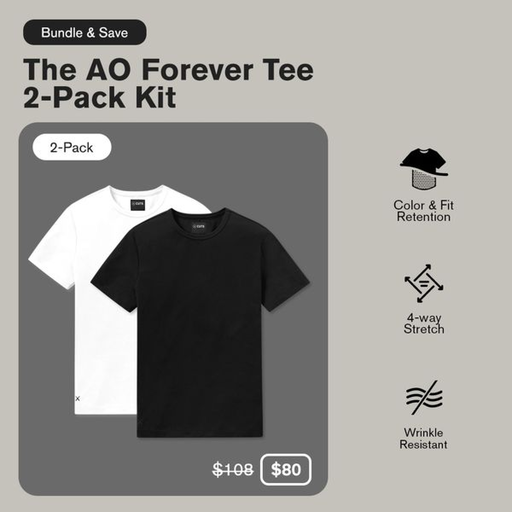 Bundle & Save
The AO Forever Tee
2-Pack Kit
2-Pack
Color & Fit
Retention
4-way
Stretch
Wrinkle
Resistant
$108 $80
X